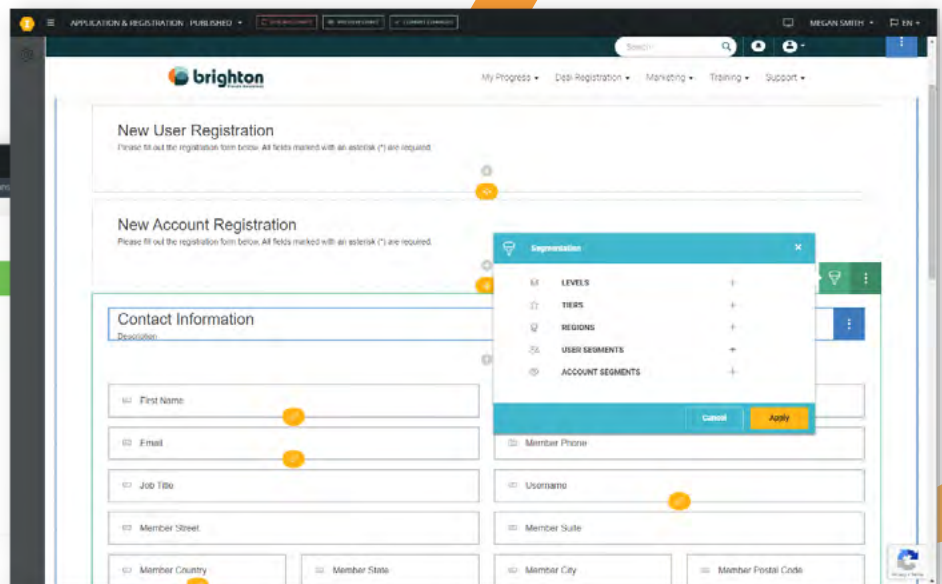 APPLICATION & REGISTRATION PUBLISHED
MEGAN SMITH
EN
Search
brighton
My Progress
Deal Registration
Marketing
Training
Support
New User Registration
Please fill out the registration form below. All fields marked with an asterisk (*) are required.
New Account Registration
Please fill out the registration form below. All fields marked with an asterisk (*) are required.
Segmentation
LEVELS
TIERS
REGIONS
USER SEGMENTS
ACCOUNT SEGMENTS
Cancel
Apply
Contact Information
Description
First Name
Email
Member Phone
Job Title
Username
Member Street
Member Suite
Member Country
Member State
Member City
Member Postal Code